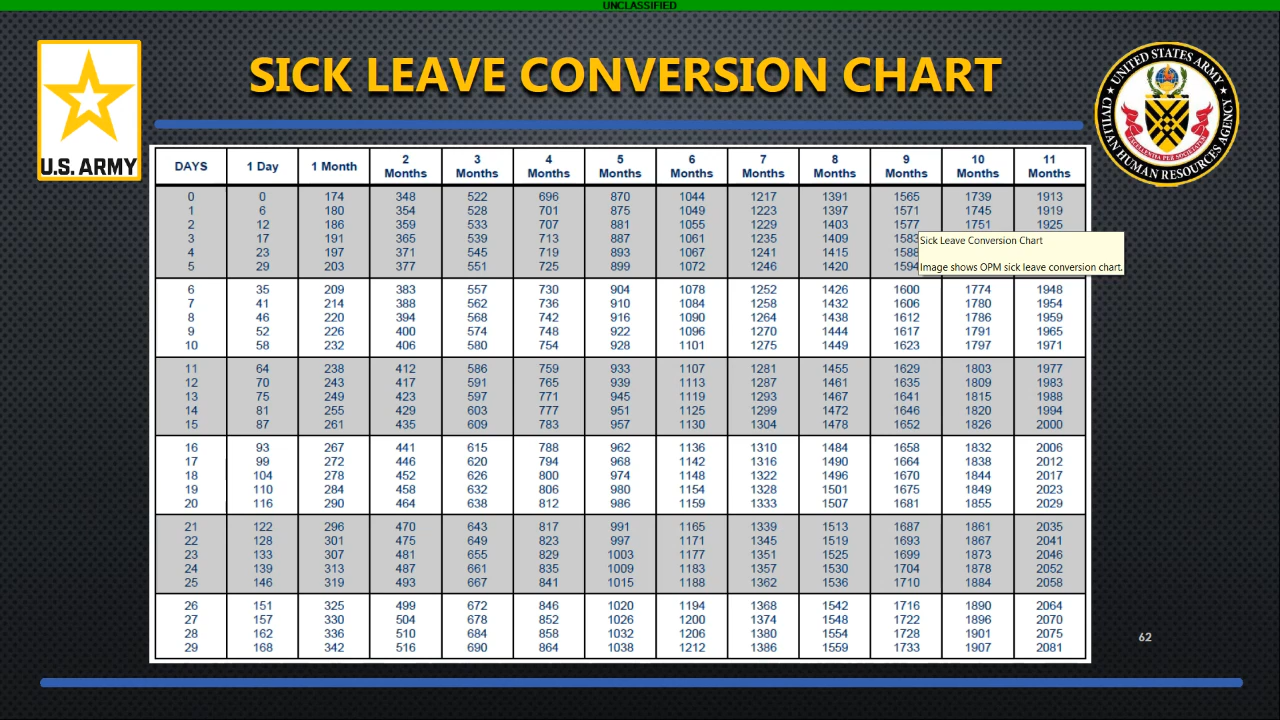 UNCLASSIFIED
SICK LEAVE CONVERSION CHART
U.S. ARMY
UNITED STATES ARMY
CIVILIAN HUMAN RESOURCES AGENCY
DAYS 1 Day 1 Month 2 Months 3 Months 4 Months 5 Months 6 Months 7 Months 8 Months 9 Months 10 Months 11 Months
0 0 174 348 522 696 870 1044 1217 1391 1565 1739 1913
1 6 180 354 528 701 875 1049 1223 1397 1571 1745 1919
2 12 186 359 533 707 881 1055 1229 1403 1577 1751 1925
3 17 191 365 539 713 887 1061 1235 1409 1583
4 23 197 371 545 719 893 1067 1241 1415 1588
5 29 203 377 551 725 899 1072 1246 1420 1594
Sick Leave Conversion Chart
Image shows OPM sick leave conversion chart.
6 35 209 383 557 730 904 1078 1252 1426 1600 1774 1948
7 41 214 388 562 736 910 1084 1258 1432 1606 1780 1954
8 46 220 394 568 742 916 1090 1264 1438 1612 1786 1959
9 52 226 400 574 748 922 1096 1270 1444 1617 1791 1965
10 58 232 406 580 754 928 1101 1275 1449 1623 1797 1971
11 64 238 412 586 759 933 1107 1281 1455 1629 1803 1977
12 70 243 417 591 765 939 1113 1287 1461 1635 1809 1983
13 75 249 423 597 771 945 1119 1293 1467 1641 1815 1988
14 81 255 429 603 777 951 1125 1299 1472 1646 1820 1994
15 87 261 435 609 783 957 1130 1304 1478 1652 1826 2000
16 93 267 441 615 788 962 1136 1310 1484 1658 1832 2006
17 99 272 446 620 794 968 1142 1316 1490 1664 1838 2012
18 104 278 452 626 800 974 1148 1322 1496 1670 1844 2017
19 110 284 458 632 806 980 1154 1328 1501 1675 1849 2023
20 116 290 464 638 812 986 1159 1333 1507 1681 1855 2029
21 122 296 470 643 817 991 1165 1339 1513 1687 1861 2035
22 128 301 475 649 823 997 1171 1345 1519 1693 1867 2041
23 133 307 481 655 829 1003 1177 1351 1525 1699 1873 2046
24 139 313 487 661 835 1009 1183 1357 1530 1704 1878 2052
25 146 319 493 667 841 1015 1188 1362 1536 1710 1884 2058
26 151 325 499 672 846 1020 1194 1368 1542 1716 1890 2064
27 157 330 504 678 852 1026 1200 1374 1548 1722 1896 2070
28 162 336 510 684 858 1032 1206 1380 1554 1728 1901 2075
29 168 342 516 690 864 1038 1212 1386 1559 1733 1907 2081
62